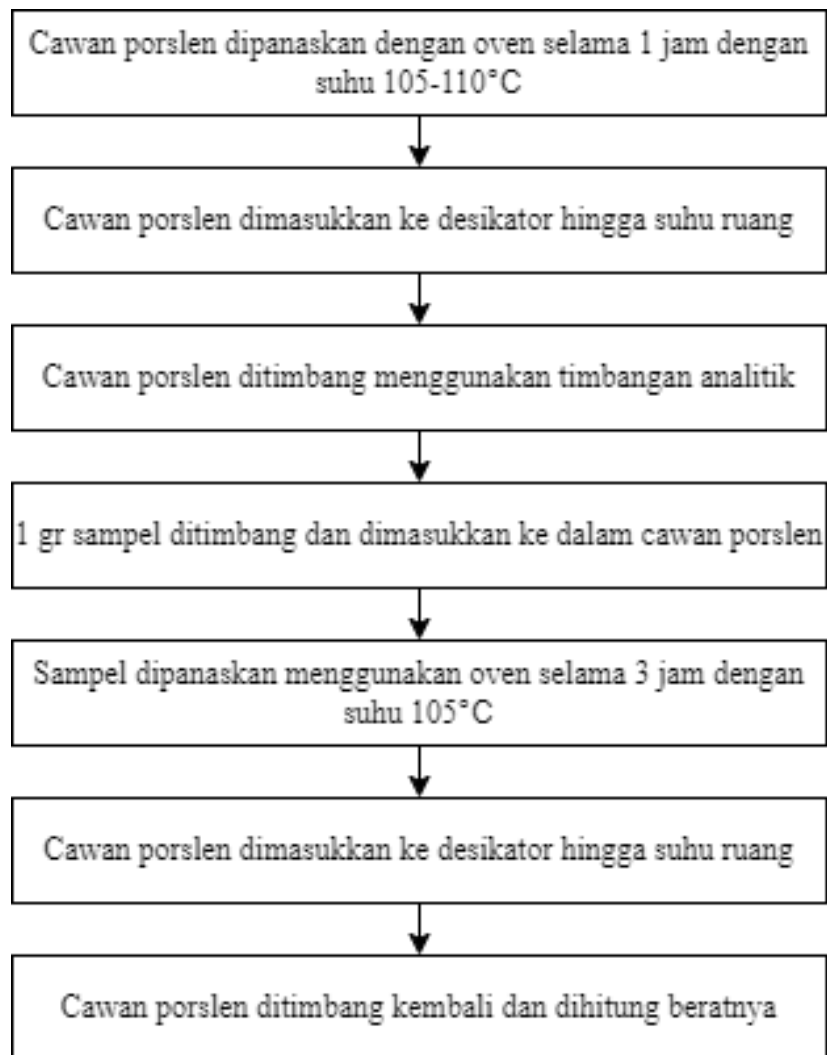 Cawan porslen dipanaskan dengan oven selama 1 jam dengan
suhu 105-110°C
Cawan porslen dimasukkan ke desikator hingga suhu ruang
Cawan porslen ditimbang menggunakan timbangan analitik
1 gr sampel ditimbang dan dimasukkan ke dalam cawan porslen
Sampel dipanaskan menggunakan oven selama 3 jam dengan
suhu 105°C
Cawan porslen dimasukkan ke desikator hingga suhu ruang
Cawan porslen ditimbang kembali dan dihitung beratnya